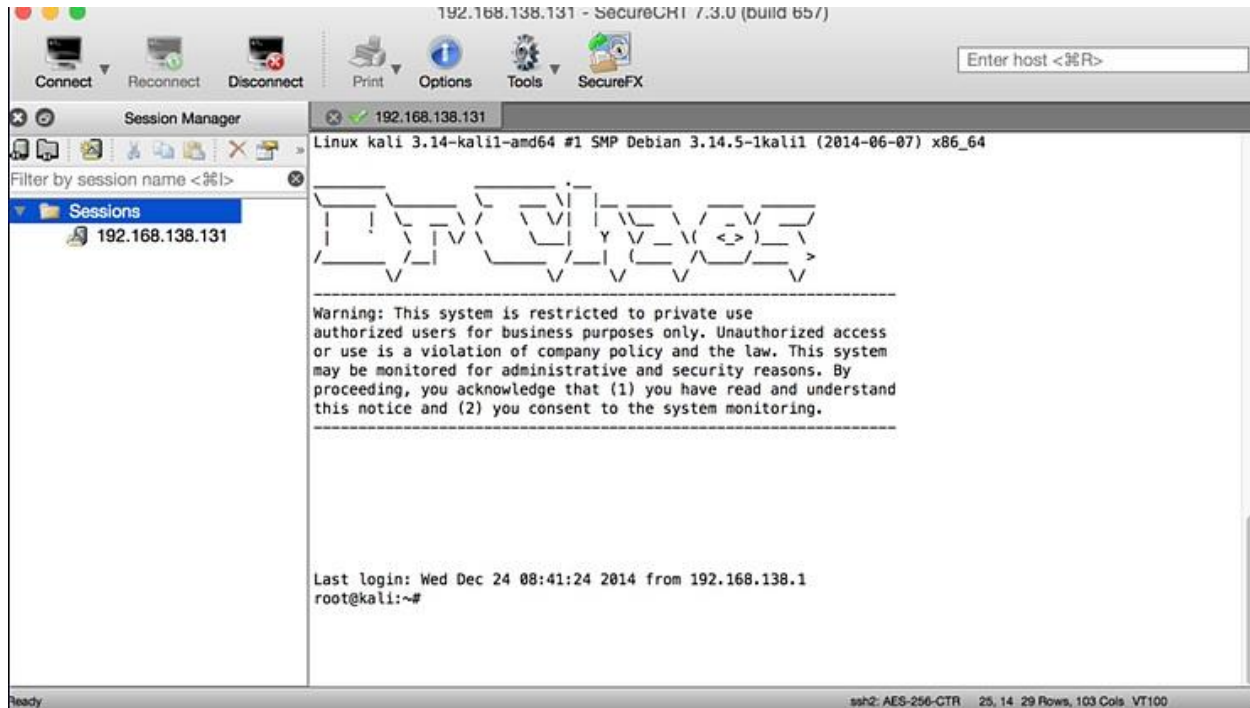 192.168.138.131 - SecureCRT 7.3.0 (build 657)
Connect Reconnect Disconnect Print Options Tools SecureFX
Enter host <⌘R>
Session Manager
192.168.138.131
Filter by session name <⌘I>
Sessions
192.168.138.131
Linux kali 3.14-kali1-amd64 #1 SMP Debian 3.14.5-1kali1 (2014-06-07) x86_64
DrChaos
Warning: This system is restricted to private use
authorized users for business purposes only. Unauthorized access
or use is a violation of company policy and the law. This system
may be monitored for administrative and security reasons. By
proceeding, you acknowledge that (1) you have read and understand
this notice and (2) you consent to the system monitoring.
Last login: Wed Dec 24 08:41:24 2014 from 192.168.138.1
root@kali:~#
Ready
ssh2: AES-256-CTR 25, 14 29 Rows, 103 Cols VT100